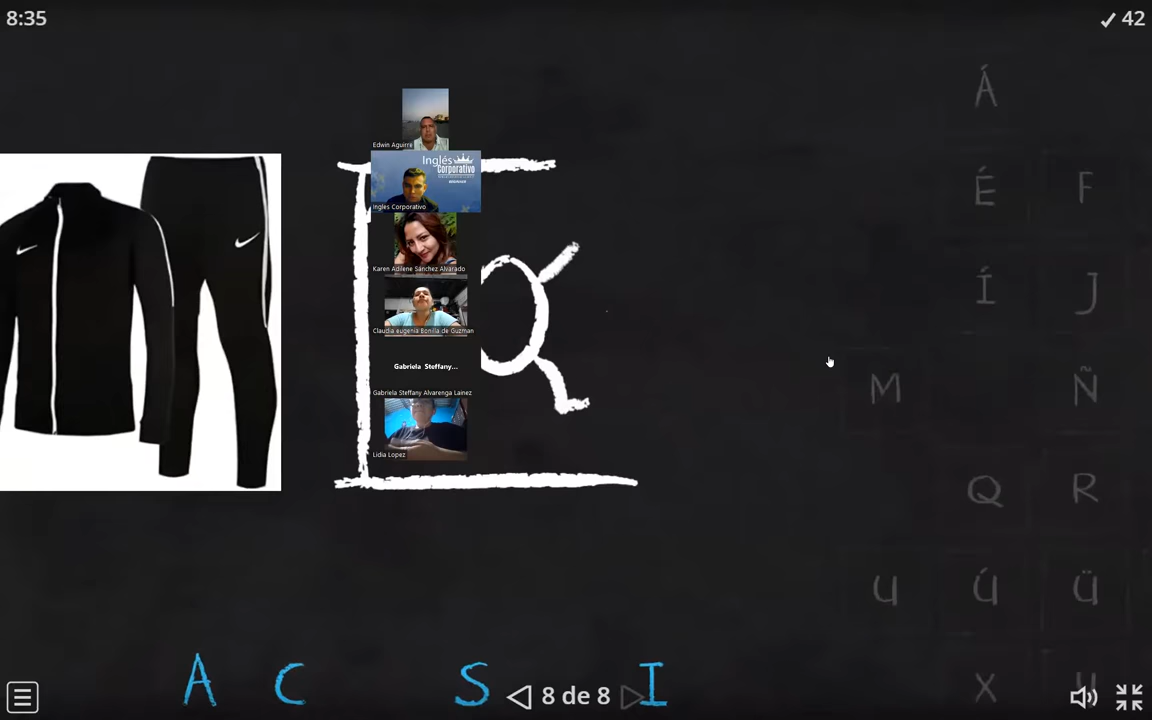 8:35
42
Á
Edwin Aguirre
Inglés
Corporativo
Ingles Corporativo
É F
Karen Adilene Sánchez Alvarado
Í J
Claudia eugenia Bonilla de Guzman
Gabriela Steffany...
M Ñ
Gabriela Steffany Alvarenga Lainez
Lidia Lopez
Q R
U Ú Ü
A C S I
8 de 8
X